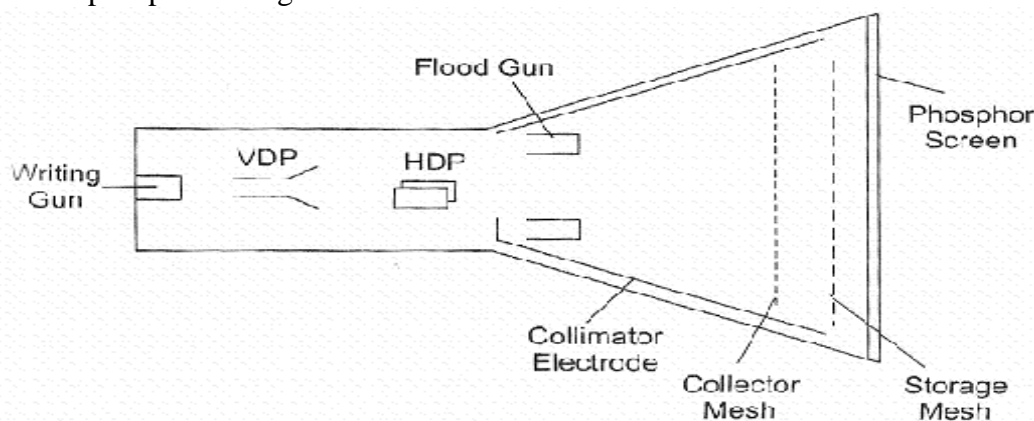 Flood Gun
Phosphor
Screen
VDP
HDP
Writing
Gun
Collimator
Electrode
Collector
Mesh
Storage
Mesh